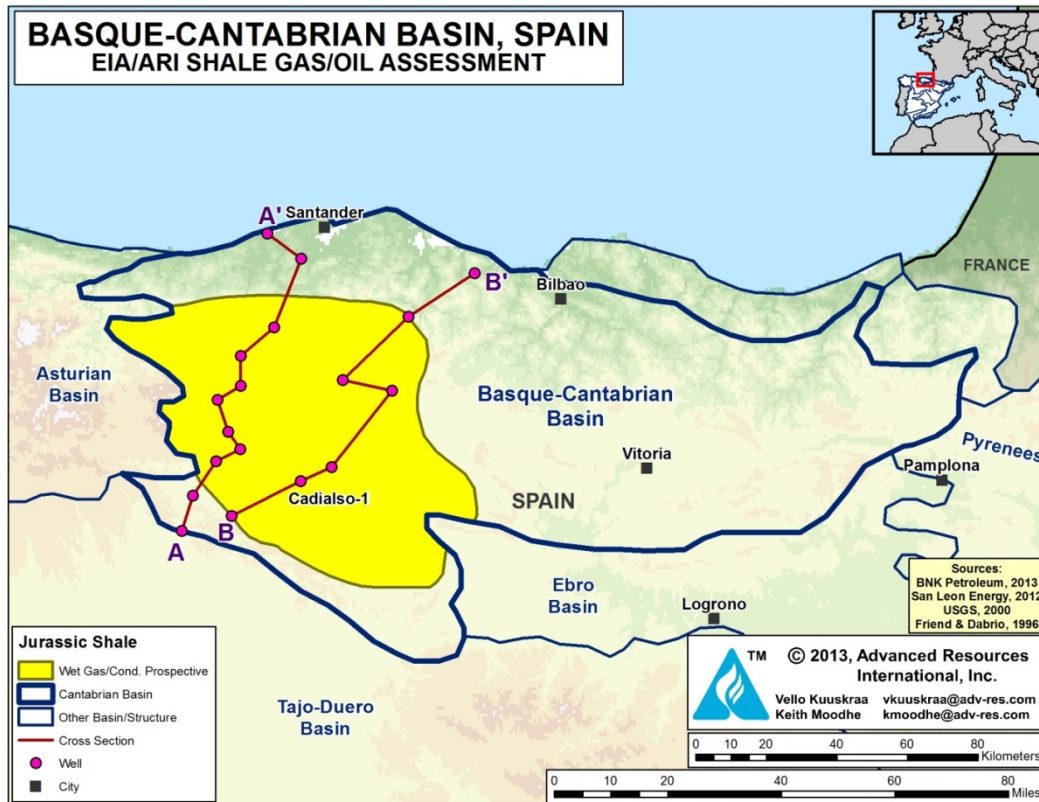 BASQUE-CANTABRIAN BASIN, SPAIN
EIA/ARI SHALE GAS/OIL ASSESSMENT
A'
Santander
B'
Bilbao
FRANCE
Asturian
Basin
Basque-Cantabrian
Basin
Vitoria
Pyrenees
Pamplona
Cadialso-1
SPAIN
A
B
Ebro
Basin
Logrono
Tajo-Duero
Basin
Sources:
BNK Petroleum, 2013
San Leon Energy, 2012
USGS, 2000
Friend & Dabrio, 1996
Jurassic Shale
Wet Gas/Cond. Prospective
Cantabrian Basin
Other Basin/Structure
Cross Section
Well
City
TM
© 2013, Advanced Resources
International, Inc.
Vello Kuuskraa vkuuskraa@adv-res.com
Keith Moodhe kmoodhe@adv-res.com
0 10 20 40 60 80
Kilometers
0 20 40 60 80
Miles